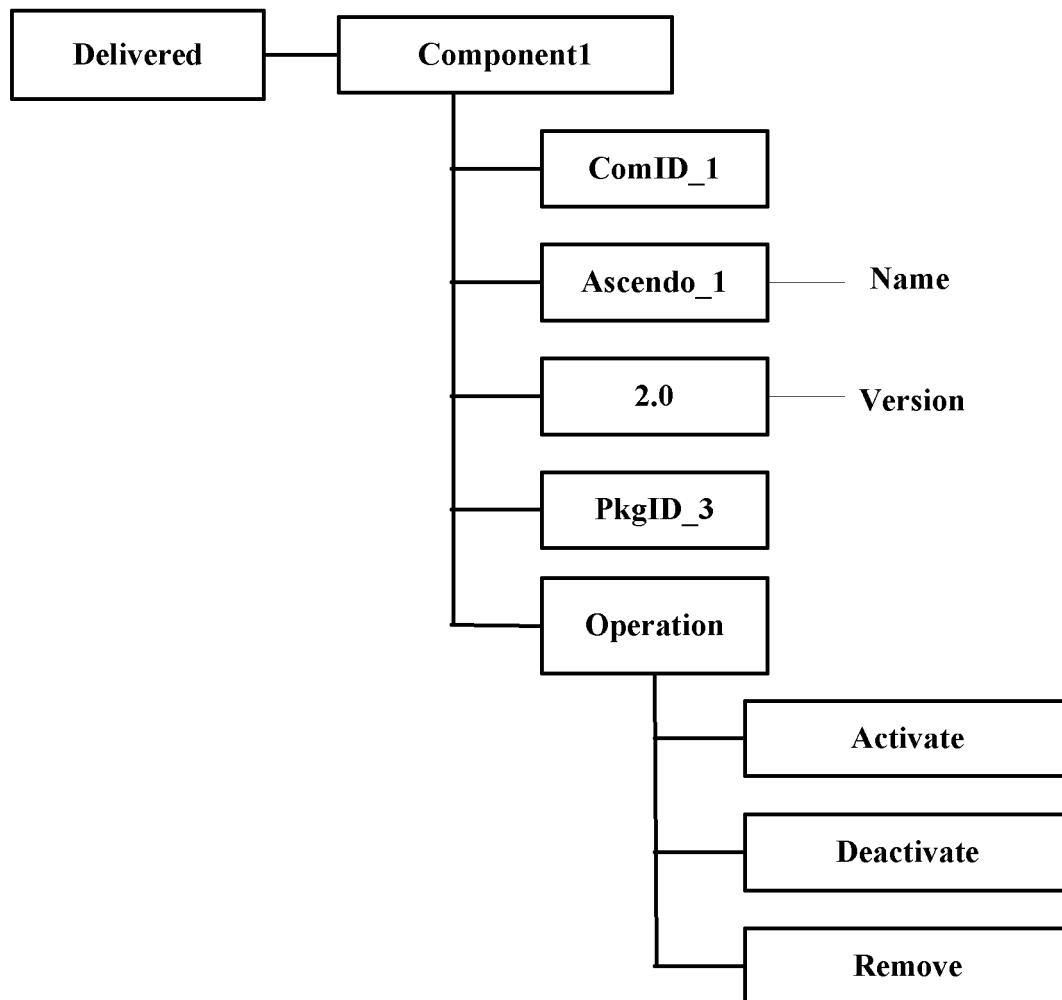 Delivered
Component1
ComID_1
Ascendo_1
Name
2.0
Version
PkgID_3
Operation
Activate
Deactivate
Remove